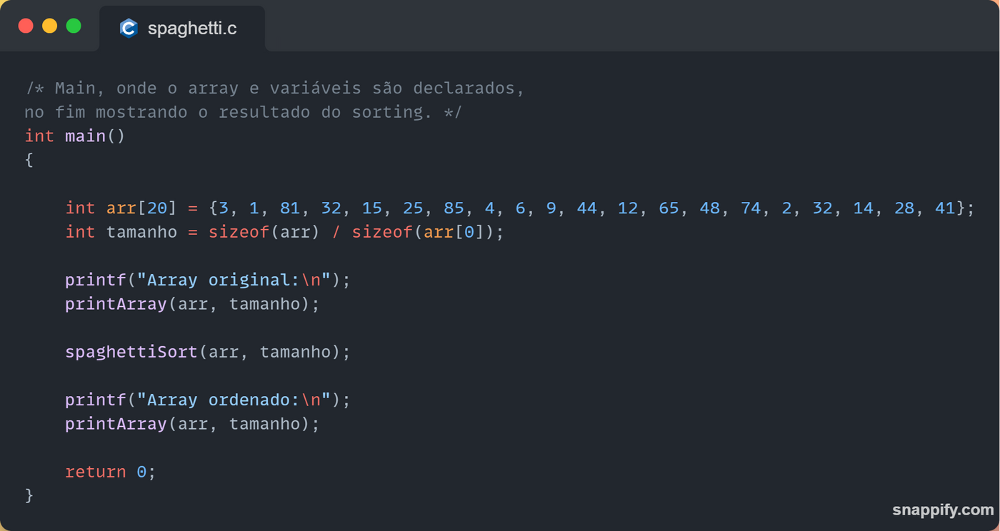 spaghetti.c
/* Main, onde o array e variáveis são declarados,
no fim mostrando o resultado do sorting. */
int main()
{
    int arr[20] = {3, 1, 81, 32, 15, 25, 85, 4, 6, 9, 44, 12, 65, 48, 74, 2, 32, 14, 28, 41};
    int tamanho = sizeof(arr) / sizeof(arr[0]);
    printf("Array original:\n");
    printArray(arr, tamanho);
    spaghettiSort(arr, tamanho);
    printf("Array ordenado:\n");
    printArray(arr, tamanho);
    return 0;
}
snappify.com